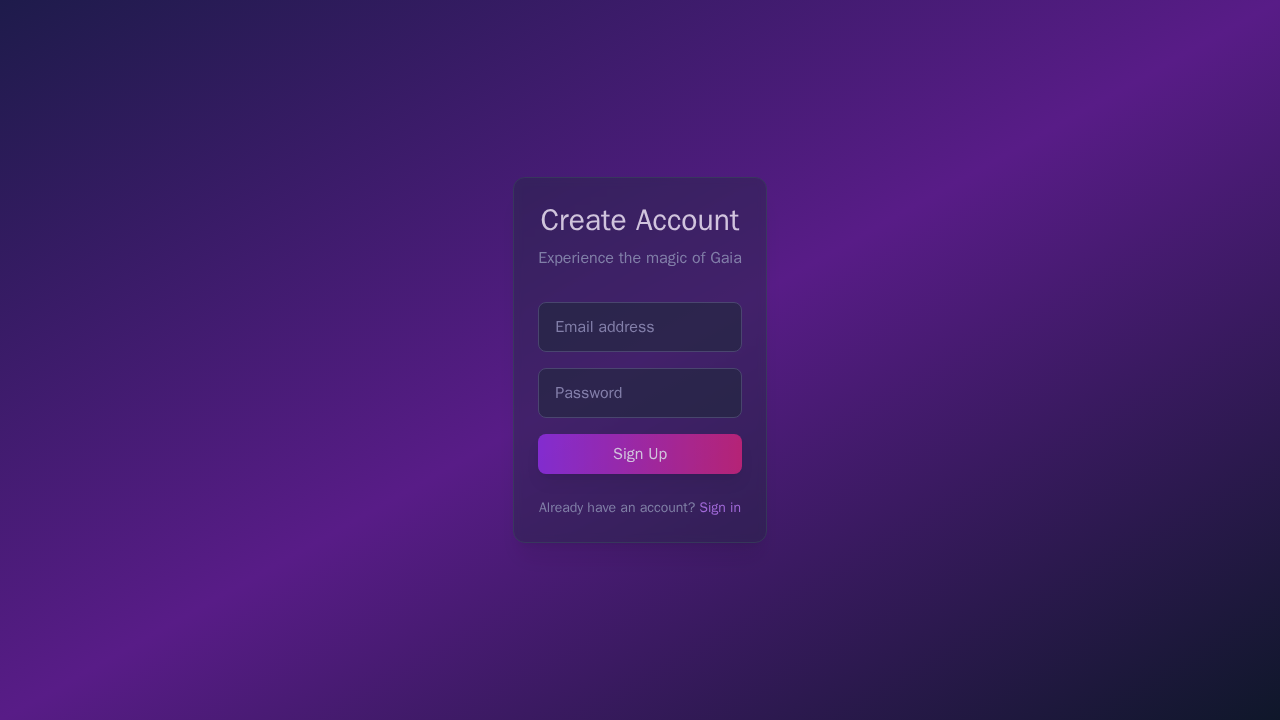 Create Account
Experience the magic of Gaia
Email address
Password
Sign Up
Already have an account? Sign in